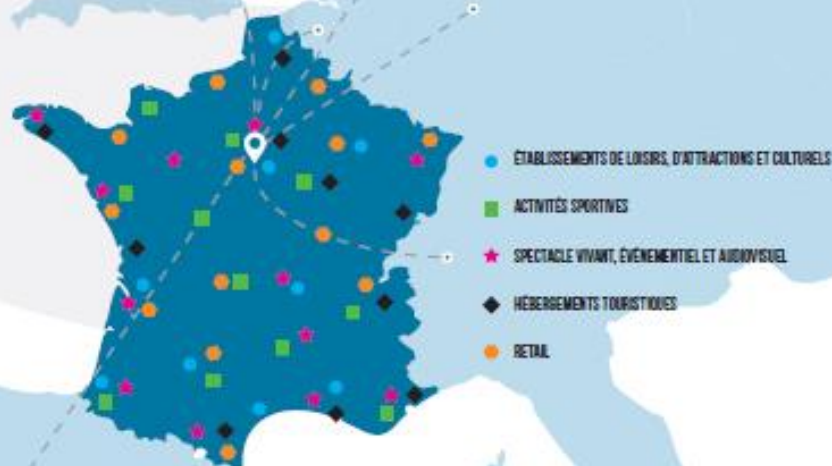 ÉTABLISSEMENTS DE LOISIRS, D'ATTRACTIONS ET CULTURELS
ACTIVITÉS SPORTIVES
SPECTACLE VIVANT, ÉVÉNEMENTIEL ET AUDIOVISUEL
HÉBERGEMENTS TOURISTIQUES
RETAIL